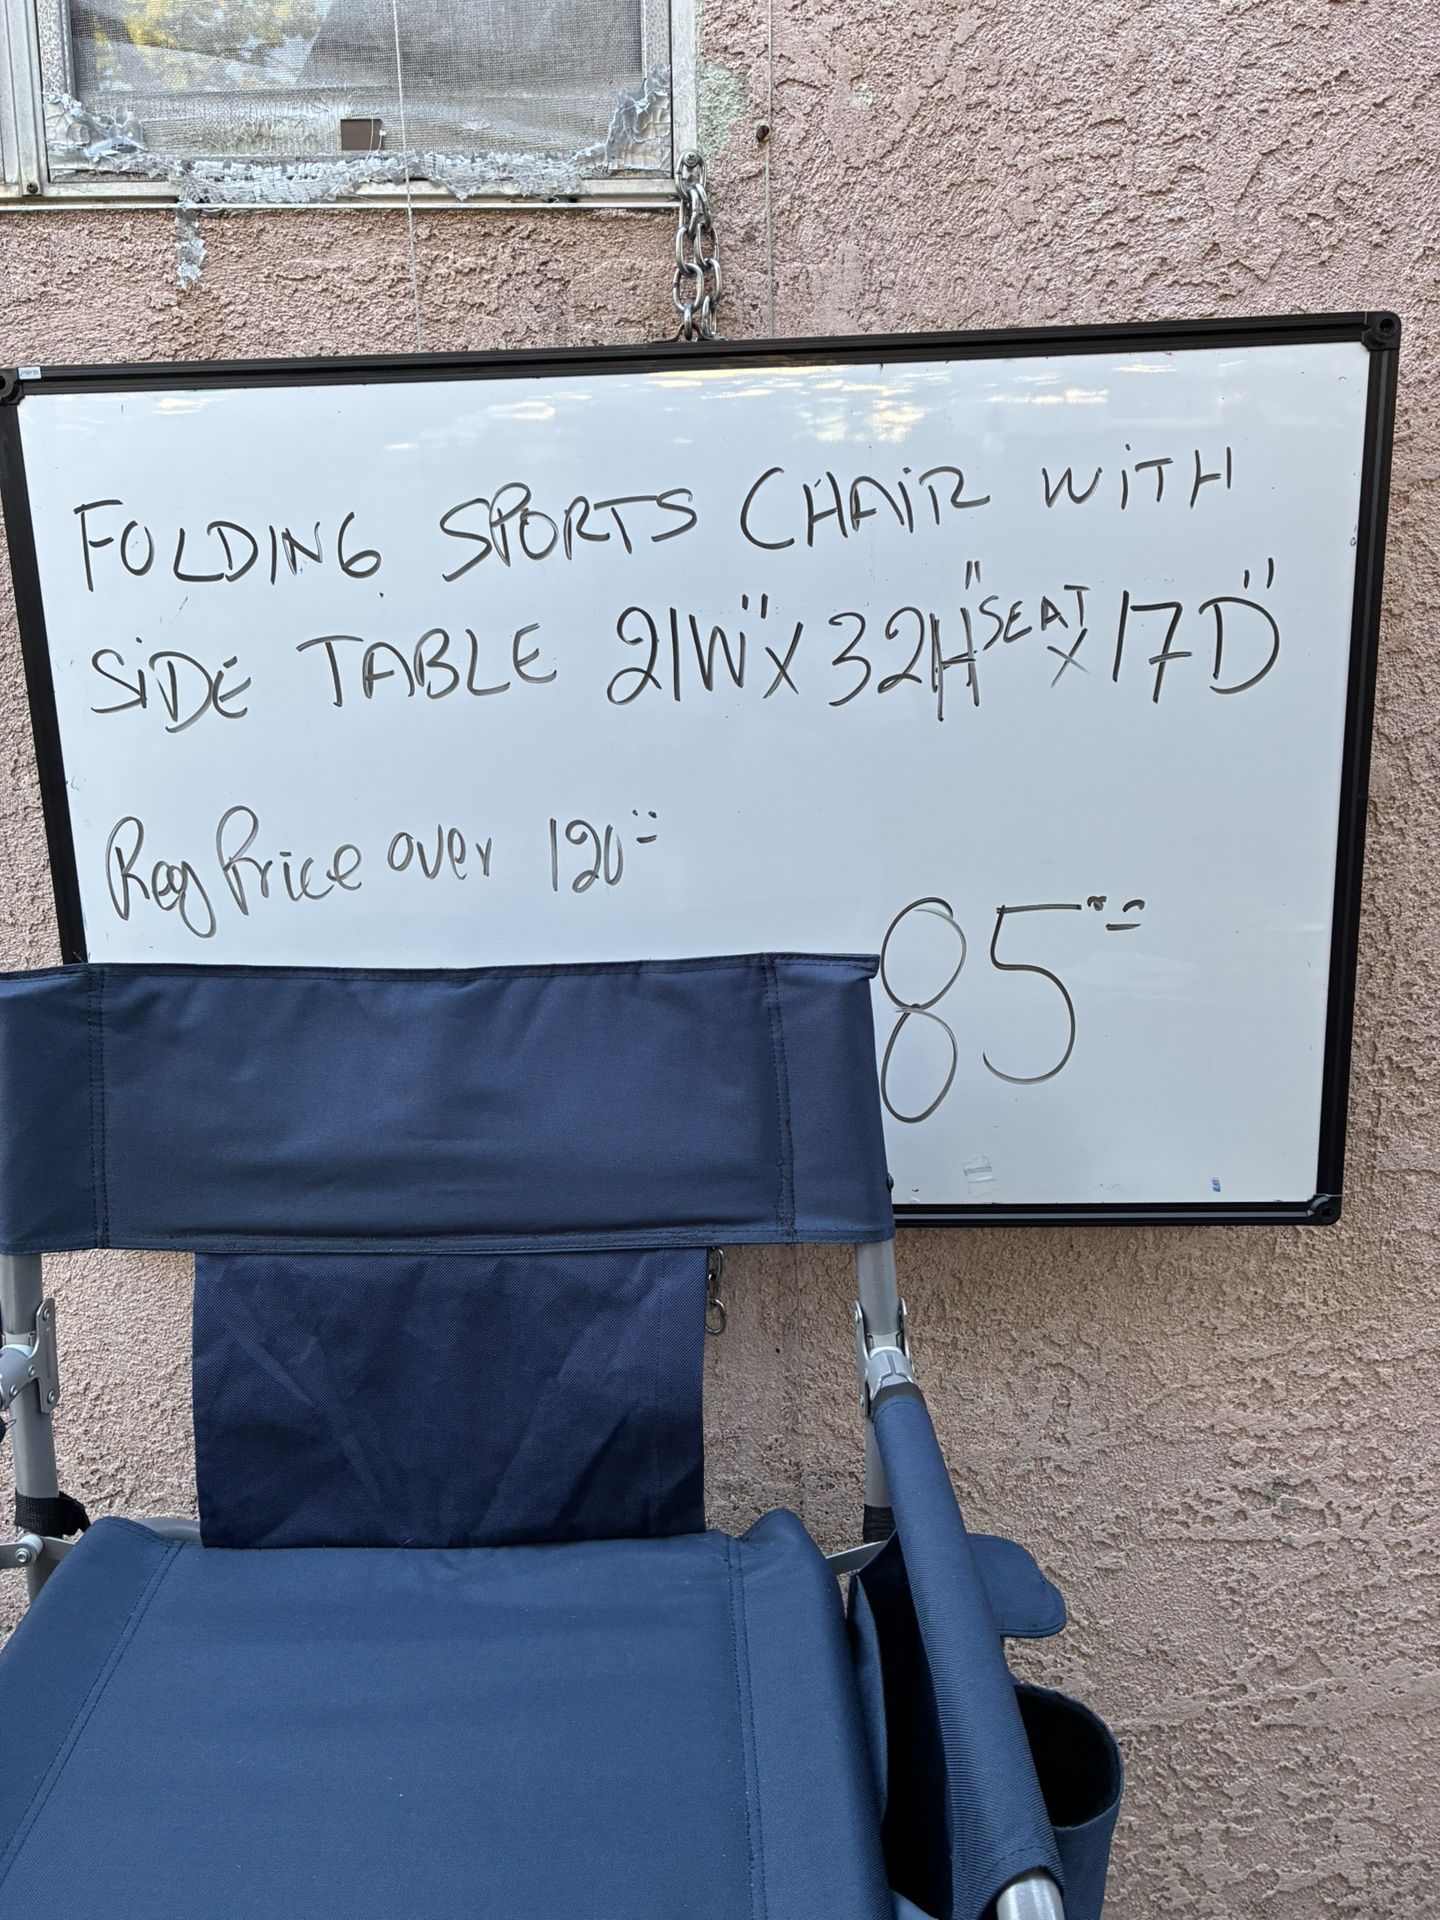 FOLDING SPORTS CHAIR WITH
SIDE TABLE 21W" X 32H" SEAT X 17D"
Reg Price over 120
85